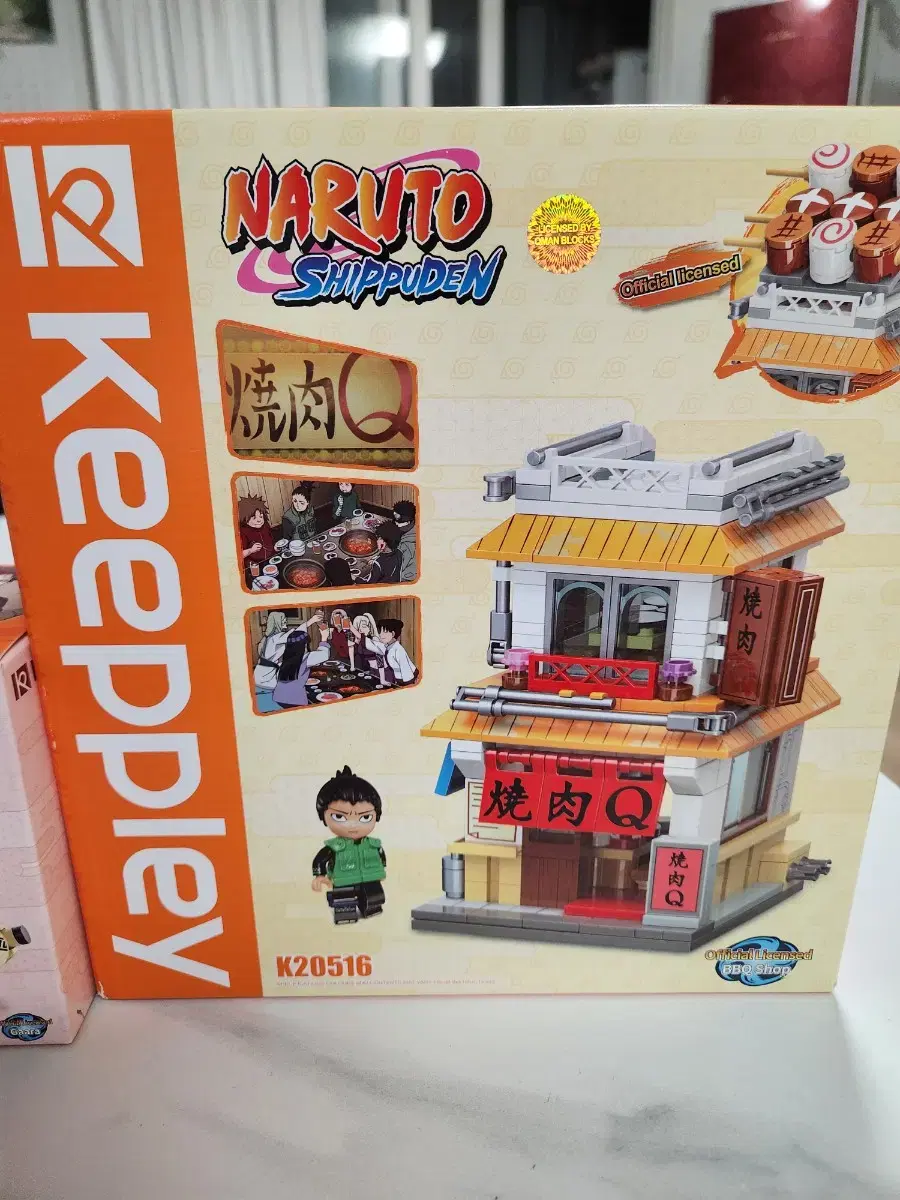 Keeppley
NARUTO
SHIPPUDEN
LICENSED BY
QMAN BLOCKS
Official licensed
焼肉Q
焼
肉
焼肉Q
焼
肉
Q
K20516
Official Licensed
BBQ Shop
Gaara